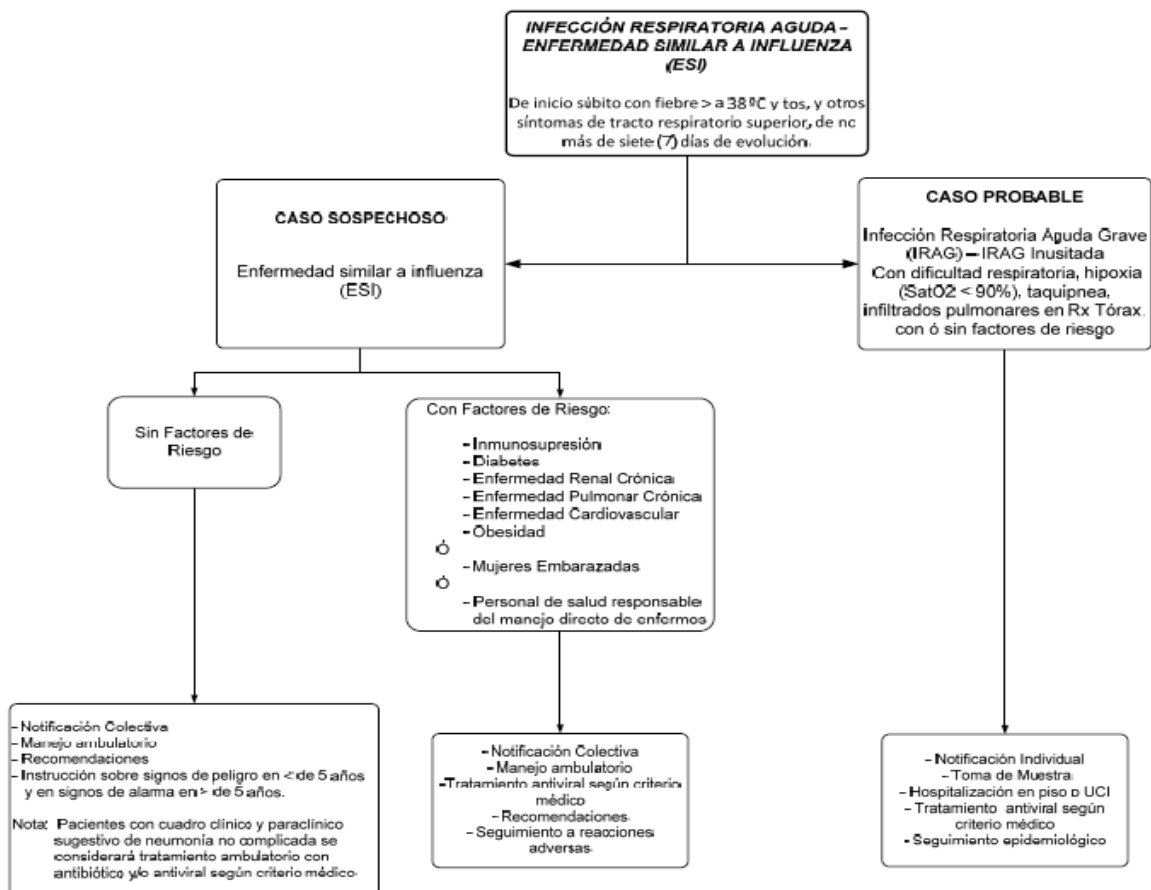 INFECCIÓN RESPIRATORIA AGUDA –
ENFERMEDAD SIMILAR A INFLUENZA
(ESI)
De inicio súbito con fiebre > a 38 ºC y tos, y otros
síntomas de tracto respiratorio superior, de no
más de siete (7) días de evolución.
CASO SOSPECHOSO
Enfermedad similar a influenza
(ESI)
CASO PROBABLE
Infección Respiratoria Aguda Grave
(IRAG) – IRAG Inusitada
Con dificultad respiratoria, hipoxia
(SatO2 < 90%), taquipnea,
infiltrados pulmonares en Rx Tórax.
con ó sin factores de riesgo
Sin Factores de
Riesgo
Con Factores de Riesgo:
– Inmunosupresión
– Diabetes
– Enfermedad Renal Crónica
– Enfermedad Pulmonar Crónica
– Enfermedad Cardiovascular
– Obesidad
Ó
– Mujeres Embarazadas
Ó
– Personal de salud responsable
del manejo directo de enfermos
– Notificación Colectiva
– Manejo ambulatorio
– Recomendaciones
– Instrucción sobre signos de peligro en < de 5 años
y en signos de alarma en > de 5 años.
Nota: Pacientes con cuadro clínico y paraclínico
sugestivo de neumonía no complicada se
considerará tratamiento ambulatorio con
antibiótico y/o antiviral según criterio médico.
– Notificación Colectiva
– Manejo ambulatorio
– Tratamiento antiviral según criterio
médico
– Recomendaciones
– Seguimiento a reacciones
adversas.
– Notificación Individual
– Toma de Muestra
– Hospitalización en piso o UCI
– Tratamiento antiviral según
criterio médico
– Seguimiento epidemiológico